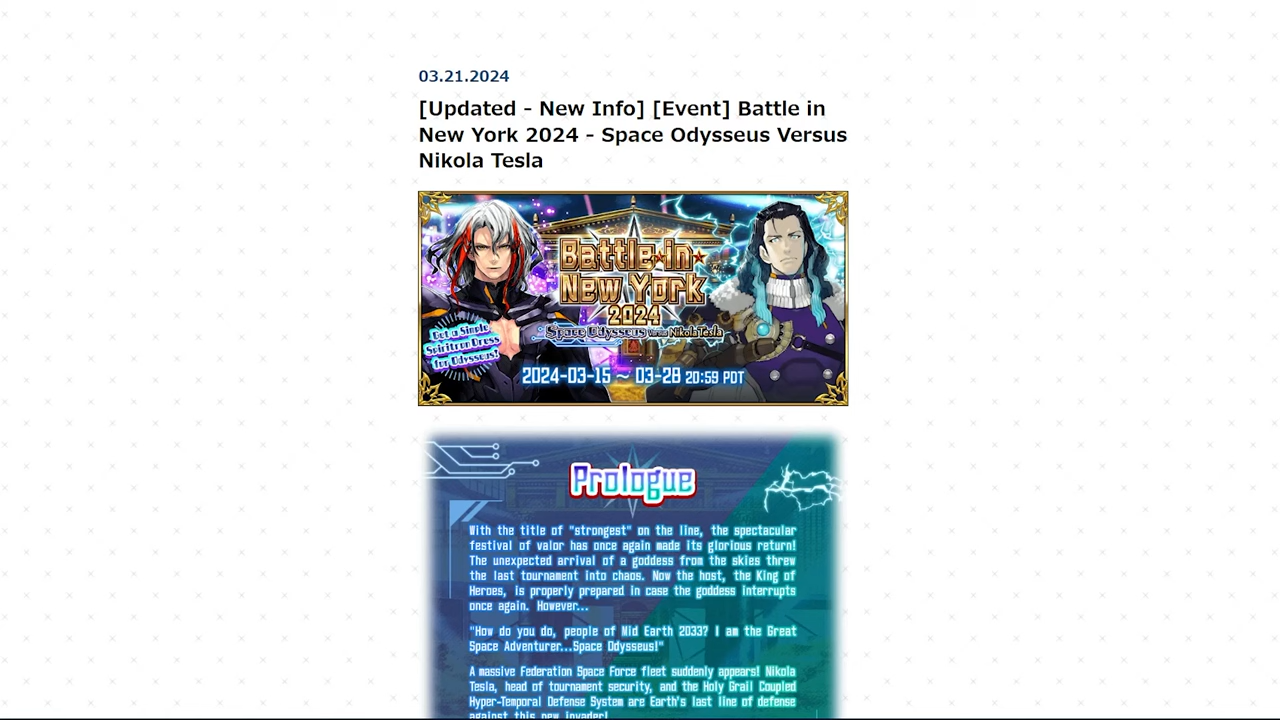 03.21.2024
[Updated - New Info] [Event] Battle in
New York 2024 - Space Odysseus Versus
Nikola Tesla
Battle in
New York
2024
Space Odysseus Versus Nikola Tesla
Get a Simple
Spiritron Dress
for Odysseus!
2024-03-15 ~ 03-28 20:59 PDT
Prologue
With the title of "strongest" on the line, the spectacular
festival of valor has once again made its glorious return!
The unexpected arrival of a goddess from the skies threw
the last tournament into chaos. Now the host, the King of
Heroes, is properly prepared in case the goddess interrupts
once again. However...
"How do you do, people of Mid Earth 2033? I am the Great
Space Adventurer...Space Odysseus!"
A massive Federation Space Force fleet suddenly appears! Nikola
Tesla, head of tournament security, and the Holy Grail Coupled
Hyper-Temporal Defense System are Earth's last line of defense
against this new invader!